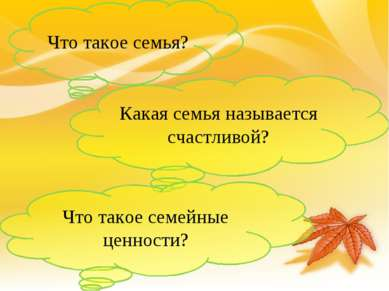 Что такое семья?
Какая семья называется
счастливой?
Что такое семейные
ценности?